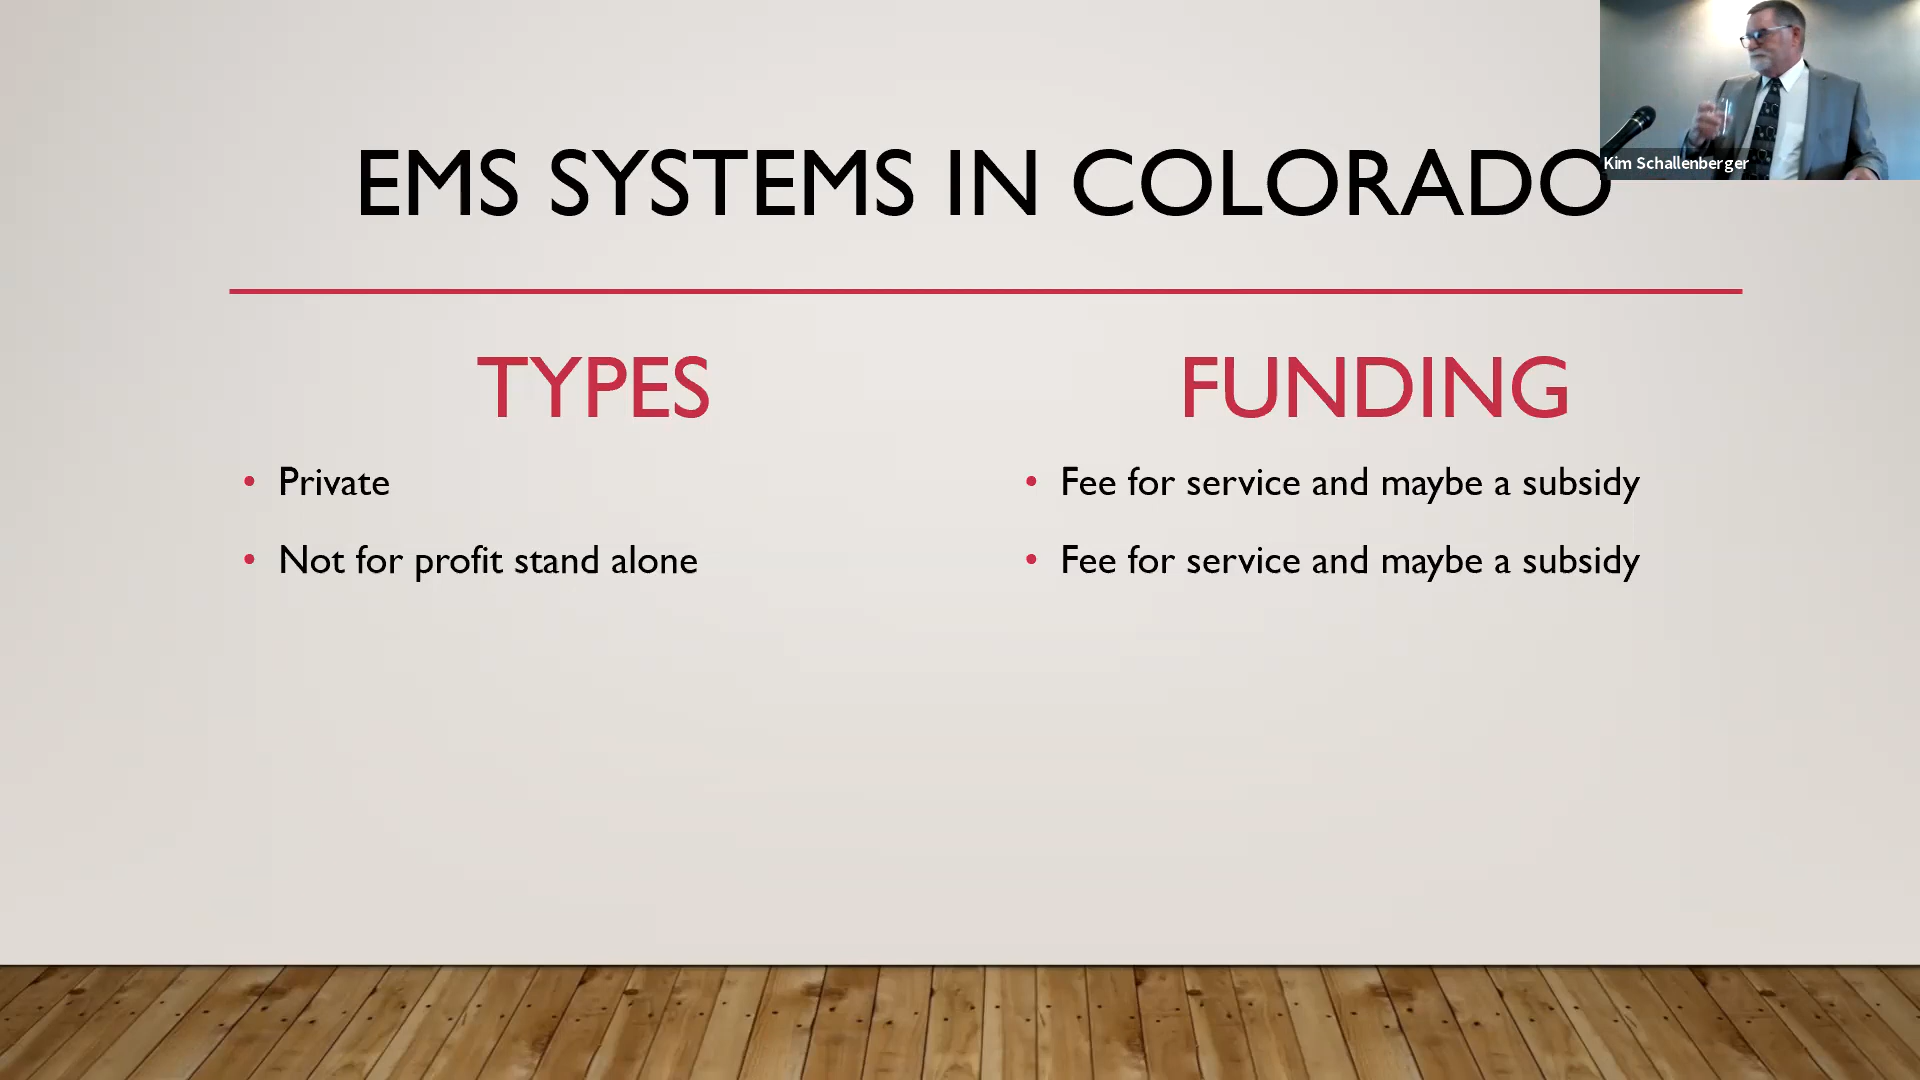 EMS SYSTEMS IN COLORADO
Kim Schallenberger
TYPES
• Private
• Not for profit stand alone
FUNDING
• Fee for service and maybe a subsidy
• Fee for service and maybe a subsidy